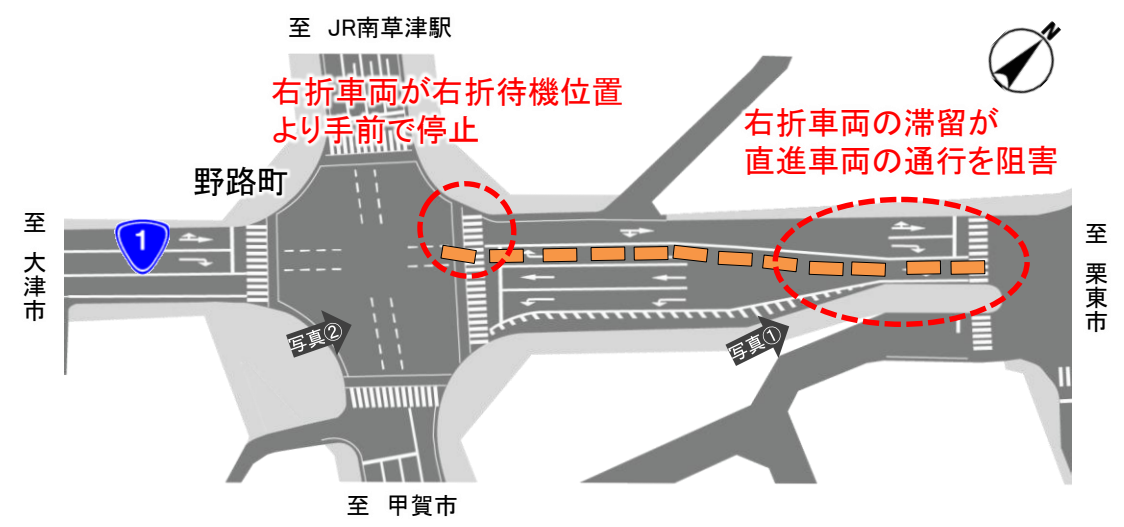 至 JR南草津駅
N
右折車両が右折待機位置
より手前で停止
右折車両の滞留が
直進車両の通行を阻害
野路町
至 大津市
1
至 栗東市
写真②
写真①
至 甲賀市